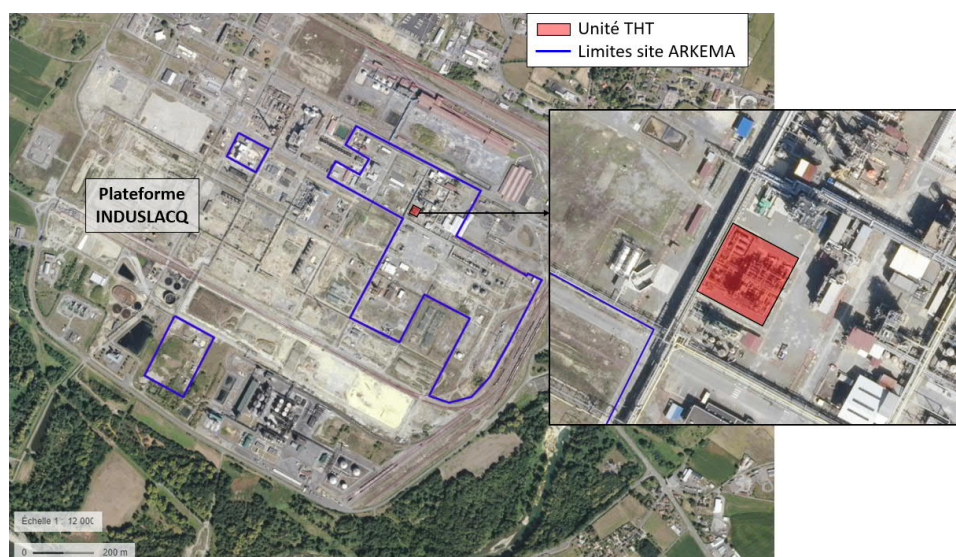 Unité THT
Limites site ARKEMA
Plateforme
INDUSLACQ
Échelle 1 : 12 000
0 200 m